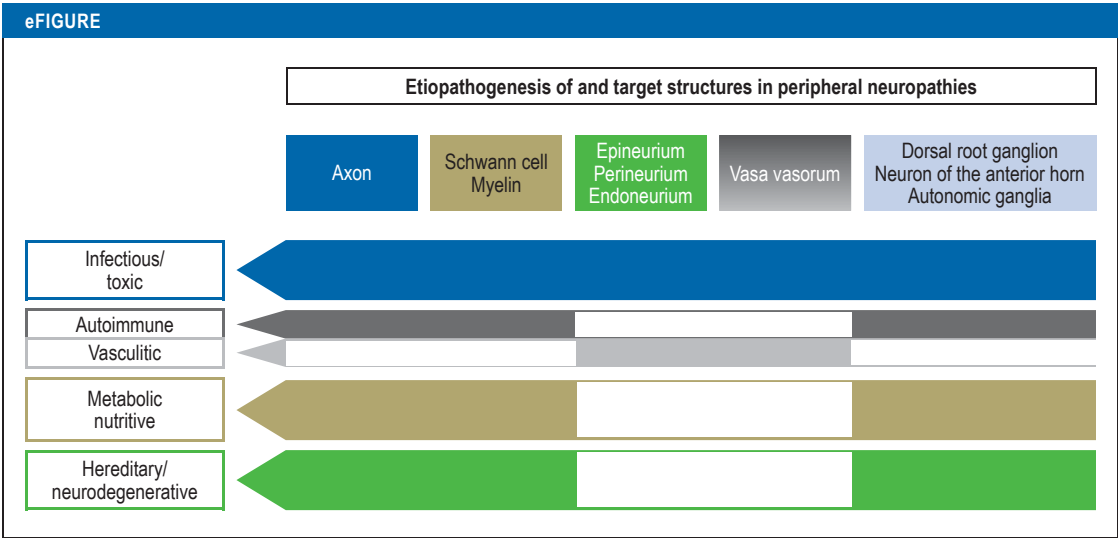 eFIGURE
Etiopathogenesis of and target structures in peripheral neuropathies
Axon
Schwann cell
Myelin
Epineurium
Perineurium
Endoneurium
Vasa vasorum
Dorsal root ganglion
Neuron of the anterior horn
Autonomic ganglia
Infectious/
toxic
Autoimmune
Vasculitic
Metabolic
nutritive
Hereditary/
neurodegenerative